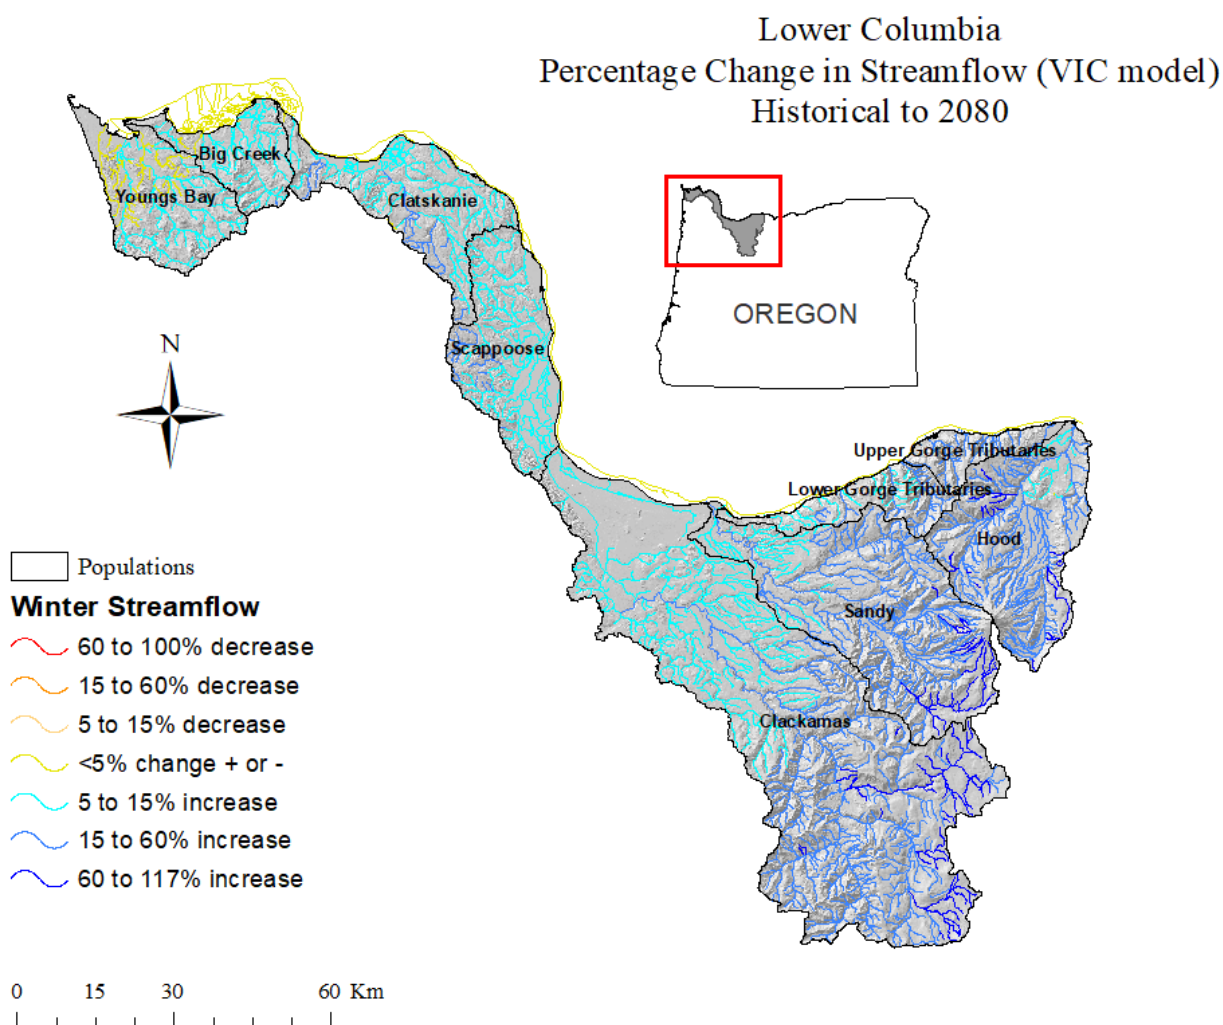 Lower Columbia
Percentage Change in Streamflow (VIC model)
Historical to 2080
Big Creek
Youngs Bay
Clatskanie
OREGON
N
Scappoose
Upper Gorge Tributaries
Lower Gorge Tributaries
Hood
Sandy
Clackamas
Populations
Winter Streamflow
60 to 100% decrease
15 to 60% decrease
5 to 15% decrease
<5% change + or -
5 to 15% increase
15 to 60% increase
60 to 117% increase
0 15 30 60 Km